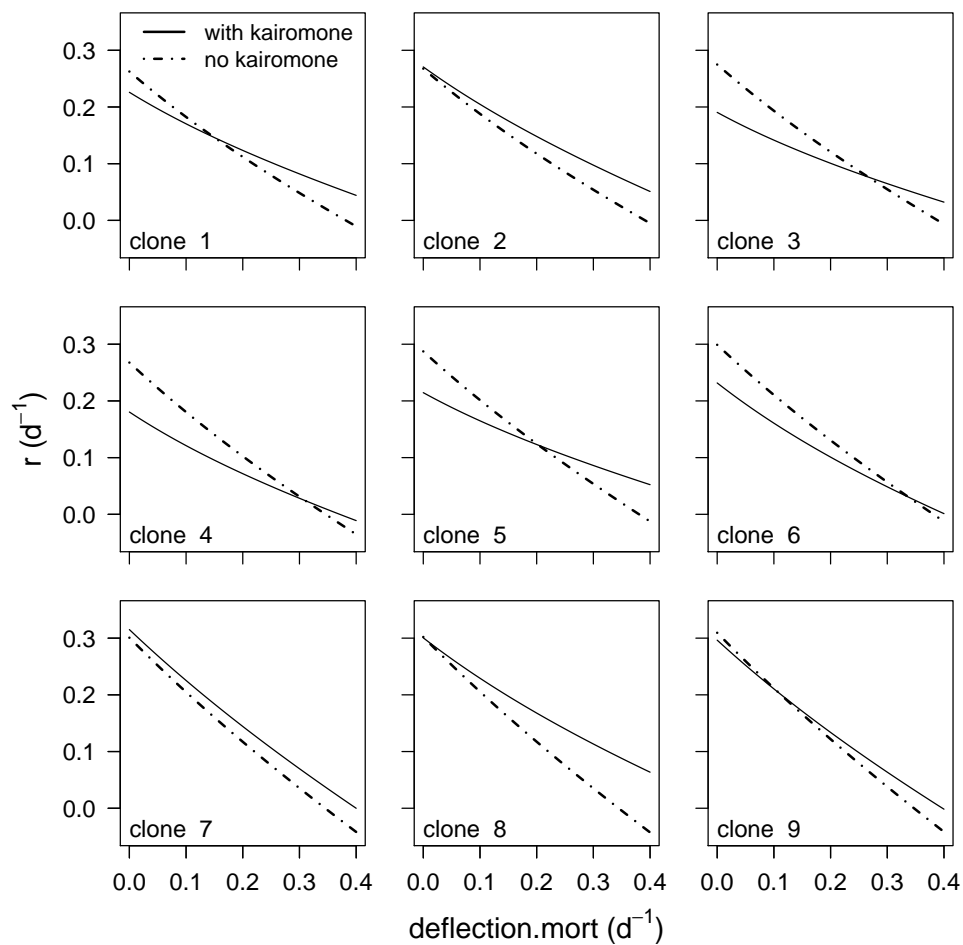 with kairomone
no kairomone
0.3
0.2
0.1
0.0
clone 1
clone 2
clone 3
0.3
0.2
0.1
0.0
clone 4
clone 5
clone 6
r (d⁻¹)
0.3
0.2
0.1
0.0
clone 7
clone 8
clone 9
0.0 0.1 0.2 0.3 0.4
0.0 0.1 0.2 0.3 0.4
0.0 0.1 0.2 0.3 0.4
deflection.mort (d⁻¹)